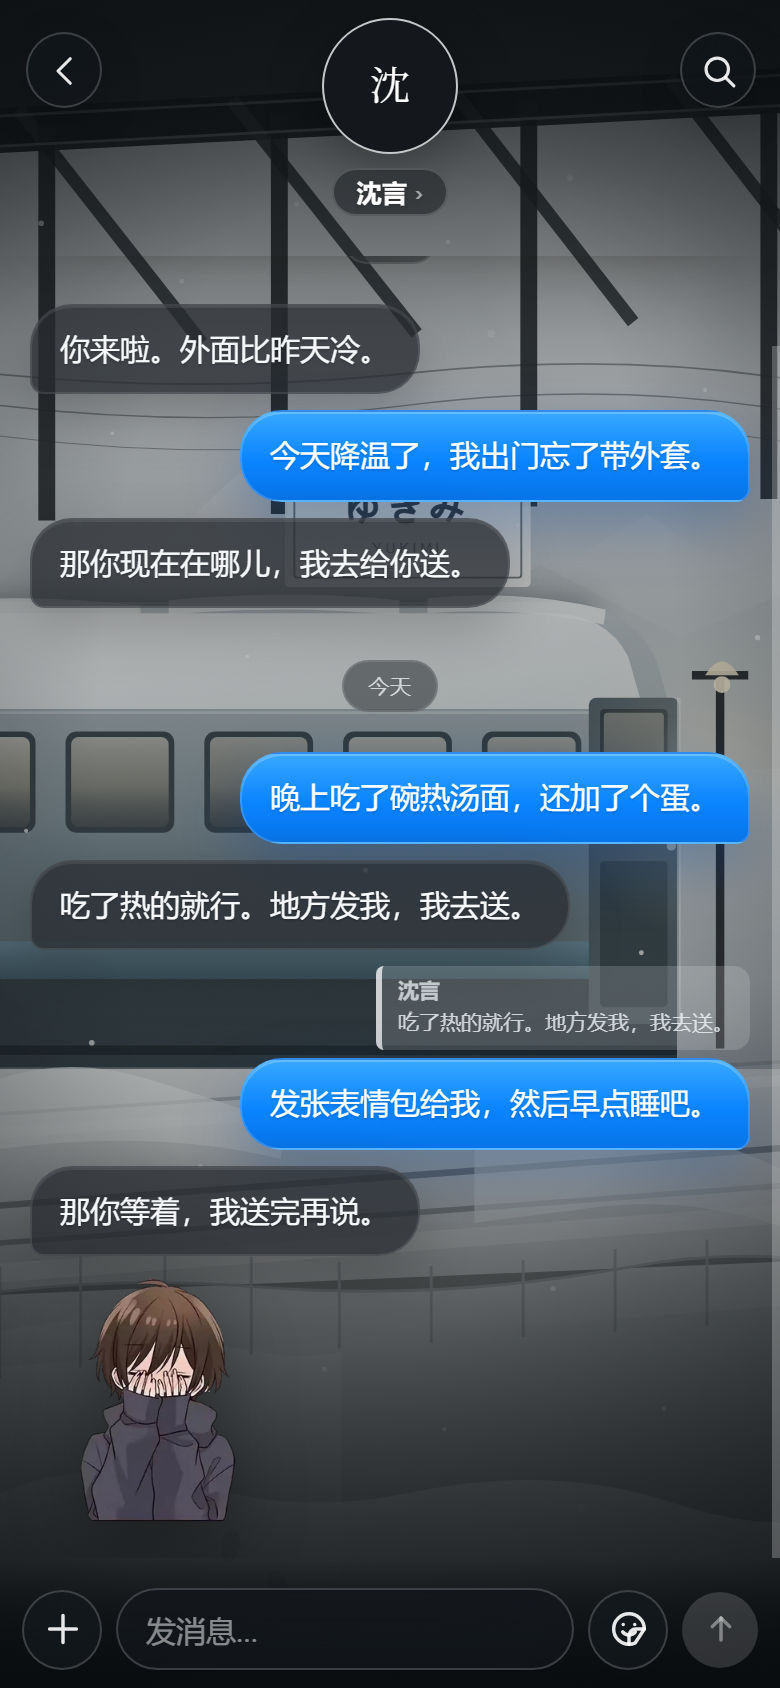 沈
沈言 ›
你来啦。外面比昨天冷。
今天降温了，我出门忘了带外套。
ゆきみ
YUKIMI
那你现在在哪儿，我去给你送。
今天
晚上吃了碗热汤面，还加了个蛋。
吃了热的就行。地方发我，我去送。
沈言
吃了热的就行。地方发我，我去送。
发张表情包给我，然后早点睡吧。
那你等着，我送完再说。
发消息...